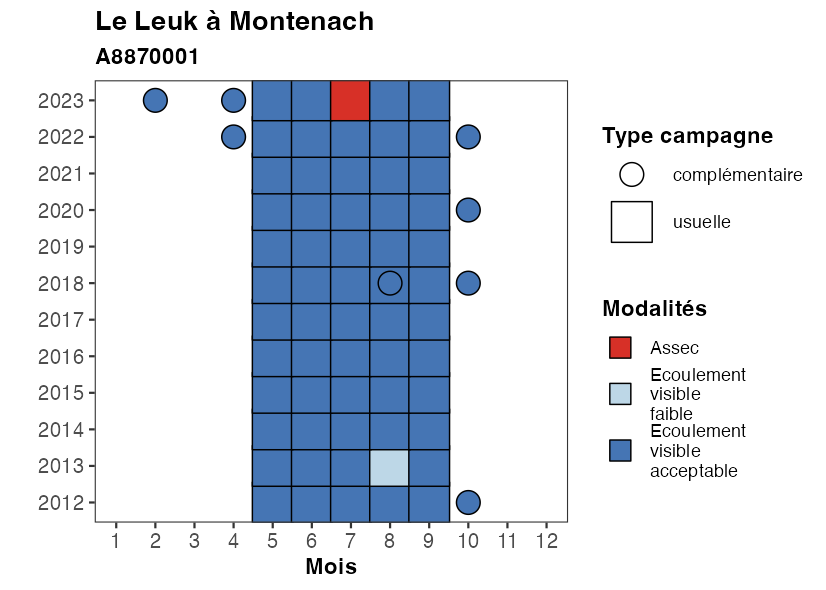 Le Leuk à Montenach
A8870001
2023
2022
2021
2020
2019
2018
2017
2016
2015
2014
2013
2012
1 2 3 4 5 6 7 8 9 10 11 12
Mois
Type campagne
complémentaire
usuelle
Modalités
Assec
Ecoulement
visible
faible
Ecoulement
visible
acceptable